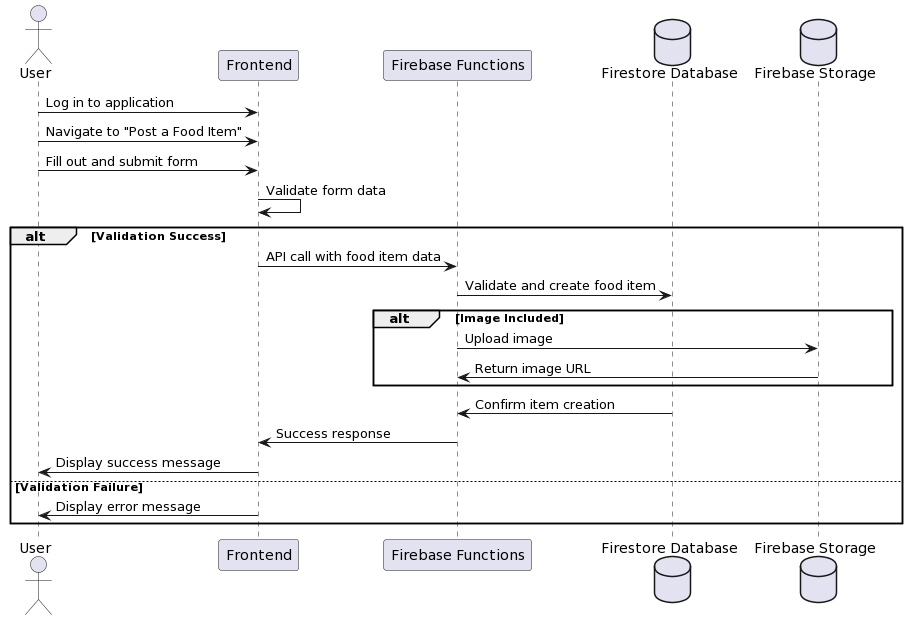 User
Frontend
Firebase Functions
Firestore Database
Firebase Storage
Log in to application
Navigate to "Post a Food Item"
Fill out and submit form
Validate form data
alt [Validation Success]
API call with food item data
Validate and create food item
alt [Image Included]
Upload image
Return image URL
Confirm item creation
Success response
Display success message
[Validation Failure]
Display error message
User
Frontend
Firebase Functions
Firestore Database
Firebase Storage